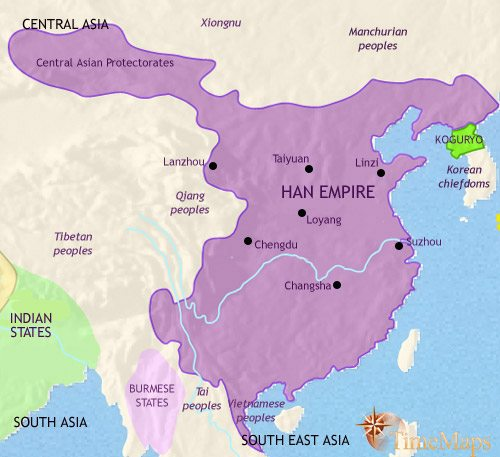 CENTRAL ASIA
Xiongnu
Manchurian
peoples
Central Asian Protectorates
KOGURYO
Korean
chiefdoms
Lanzhou
Taiyuan
Linzi
Qiang
peoples
HAN EMPIRE
Loyang
Tibetan
peoples
Chengdu
Suzhou
Changsha
INDIAN
STATES
BURMESE
STATES
Tai
peoples
Vietnamese
peoples
SOUTH ASIA
SOUTH EAST ASIA
TimeMaps